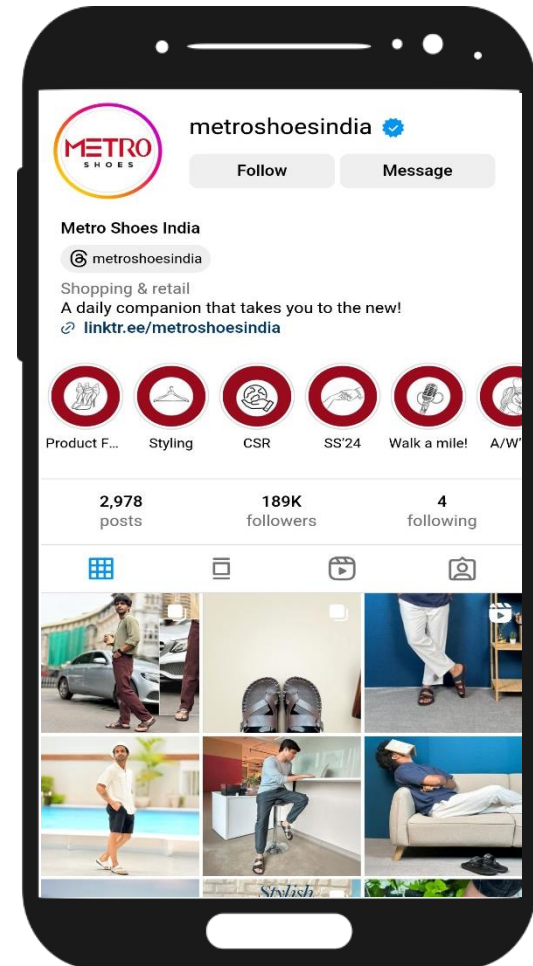 METRO
SHOES
metroshoesindia
Follow
Message
Metro Shoes India
metroshoesindia
Shopping & retail
A daily companion that takes you to the new!
linktr.ee/metroshoesindia
Product F...
Styling
CSR
SS'24
Walk a mile!
A/W'
2,978
posts
189K
followers
4
following
Stylish